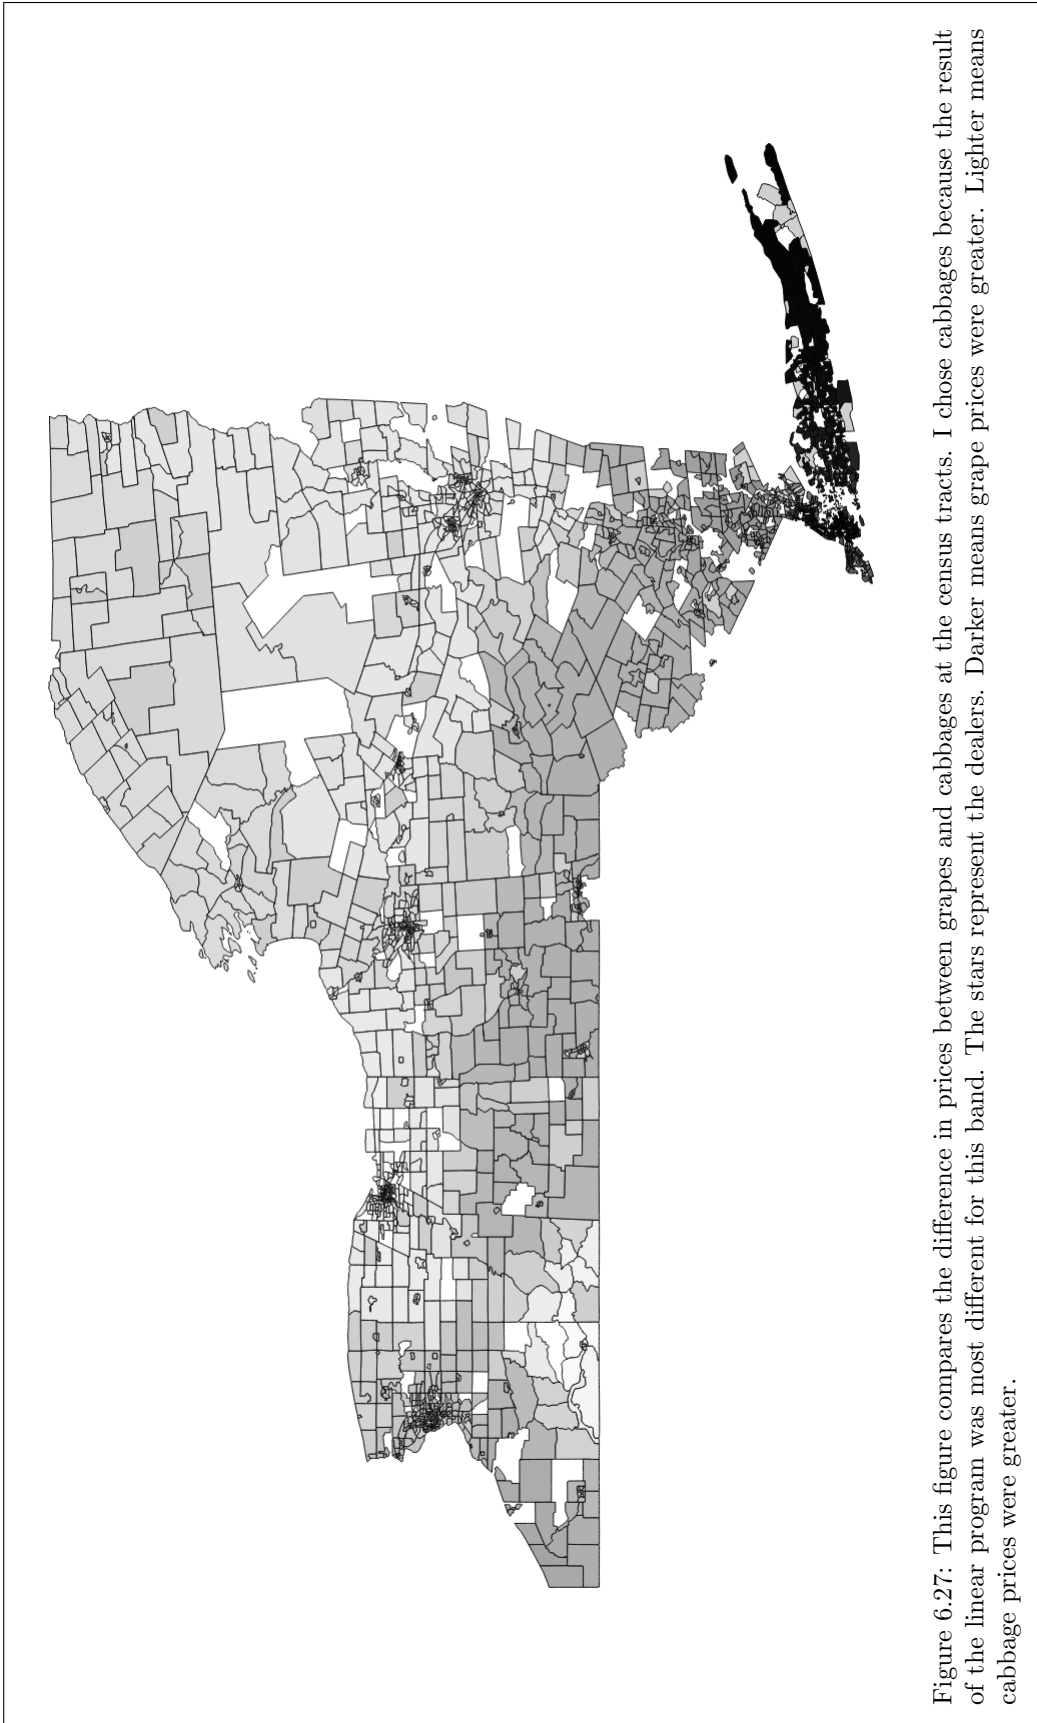 Figure 6.27: This figure compares the difference in prices between grapes and cabbages at the census tracts. I chose cabbages because the result
of the linear program was most different for this band. The stars represent the dealers. Darker means grape prices were greater. Lighter means
cabbage prices were greater.